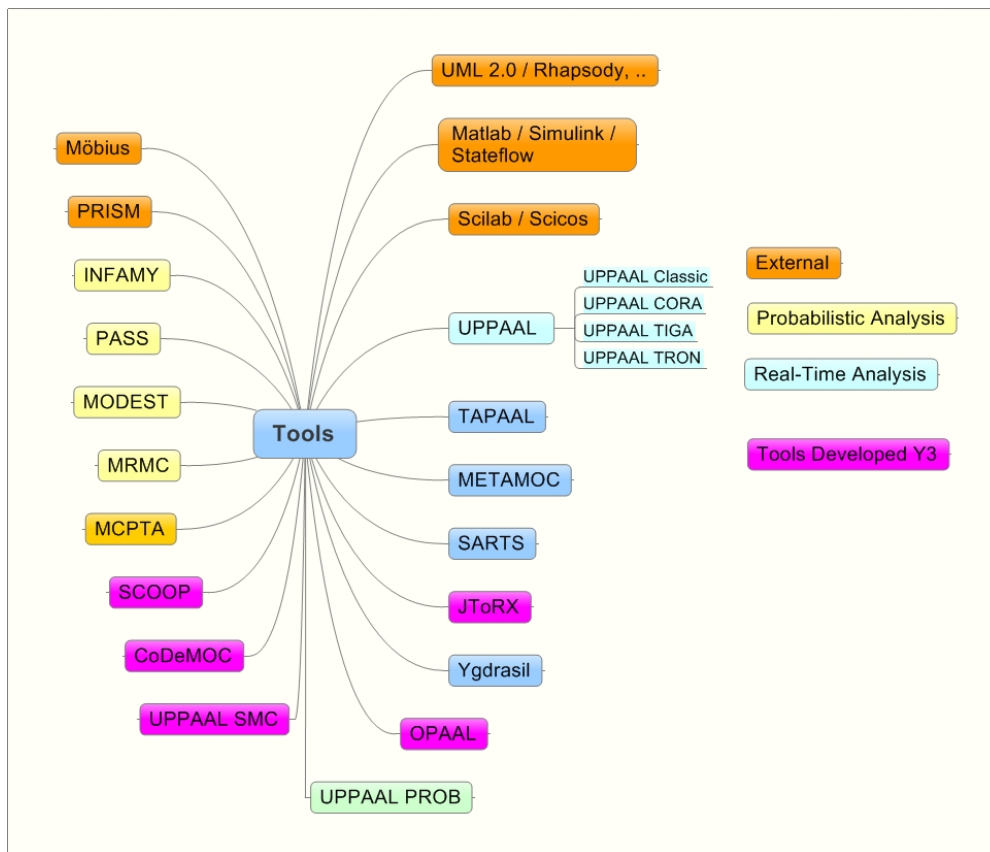 UML 2.0 / Rhapsody, ..
Matlab / Simulink /
Stateflow
Scilab / Scicos
UPPAAL
UPPAAL Classic
UPPAAL CORA
UPPAAL TIGA
UPPAAL TRON
TAPAAL
METAMOC
SARTS
JToRX
Ygdrasil
OPAAL
UPPAAL PROB
Tools
Möbius
PRISM
INFAMY
PASS
MODEST
MRMC
MCPTA
SCOOP
CoDeMOC
UPPAAL SMC
External
Probabilistic Analysis
Real-Time Analysis
Tools Developed Y3